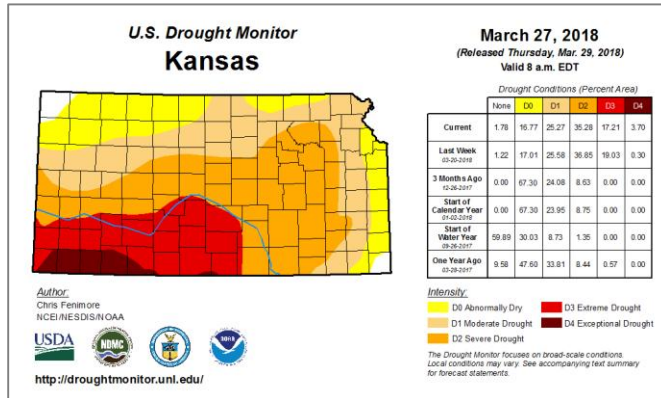 U.S. Drought Monitor
Kansas
March 27, 2018
(Released Thursday, Mar. 29, 2018)
Valid 8 a.m. EDT
Drought Conditions (Percent Area)
None D0 D1 D2 D3 D4
Current 1.78 16.77 25.27 35.28 17.21 3.70
Last Week 1.22 17.01 25.58 36.85 19.03 0.30
03-20-2018
3 Months Ago 0.00 67.30 24.08 8.63 0.00 0.00
12-26-2017
Start of
Calendar Year 0.00 67.30 23.95 8.75 0.00 0.00
01-02-2018
Start of
Water Year 59.89 30.03 8.73 1.35 0.00 0.00
09-26-2017
One Year Ago 9.58 47.60 33.81 8.44 0.57 0.00
03-28-2017
Intensity:
D0 Abnormally Dry D3 Extreme Drought
D1 Moderate Drought D4 Exceptional Drought
D2 Severe Drought
The Drought Monitor focuses on broad-scale conditions.
Local conditions may vary. See accompanying text summary
for forecast statements.
Author:
Chris Fenimore
NCEI/NESDIS/NOAA
USDA
NDMC
NOAA
http://droughtmonitor.unl.edu/